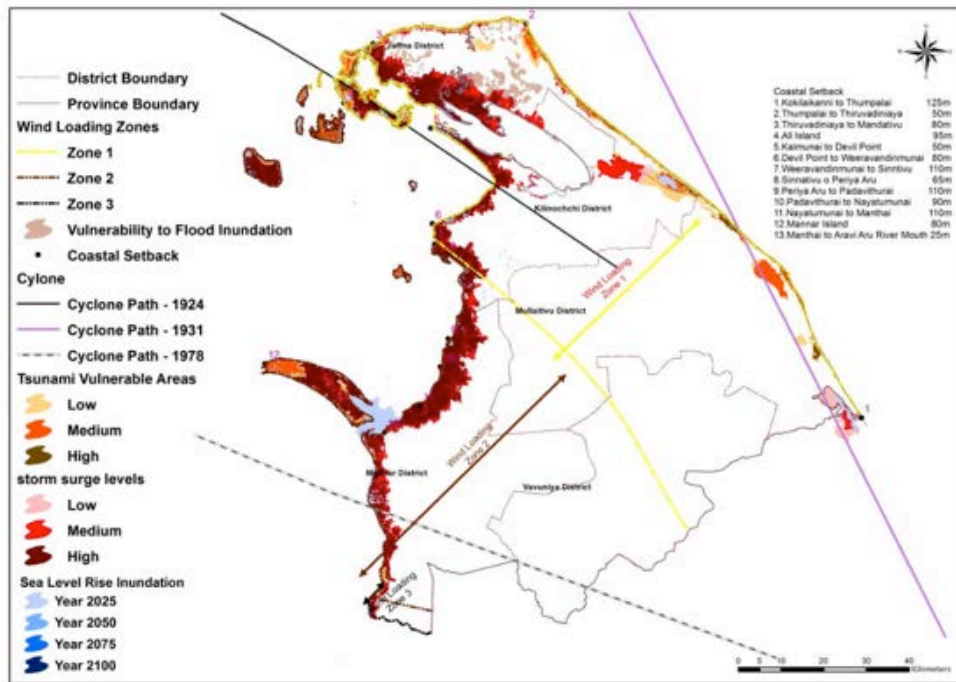 District Boundary
Province Boundary
Wind Loading Zones
Zone 1
Zone 2
Zone 3
Vulnerability to Flood Inundation
Coastal Setback
Cyclone
Cyclone Path - 1924
Cyclone Path - 1931
Cyclone Path - 1978
Tsunami Vulnerable Areas
Low
Medium
High
storm surge levels
Low
Medium
High
Sea Level Rise Inundation
Year 2025
Year 2050
Year 2075
Year 2100
2
3
Jaffna District
6
Kilinochchi District
Wind Loading
Zone 1
Mullaitivu District
12
Wind Loading
Zone 2
Mannar District
Vavuniya District
1
Loading
Zone 3
Coastal Setback
1. Kokilaikanni to Thumpalai 125m
2. Thumpalai to Thiruvadiniaya 50m
3. Thiruvadiniaya to Mandativu 80m
4. All Island 95m
5. Kalmunai to Devil Point 50m
6. Devil Point to Weeravandinmunai 80m
7. Weeravandinmunai to Sinntivu 110m
8. Sinnativu o Periya Aru 65m
9. Periya Aru to Padavithurai 110m
10. Padavithurai to Nayatumunai 90m
11. Nayatumunai to Manthai 110m
12. Mannar Island 80m
13. Manthai to Aravi Aru River Mouth 25m
0 5 10 20 30 40
Kilometers